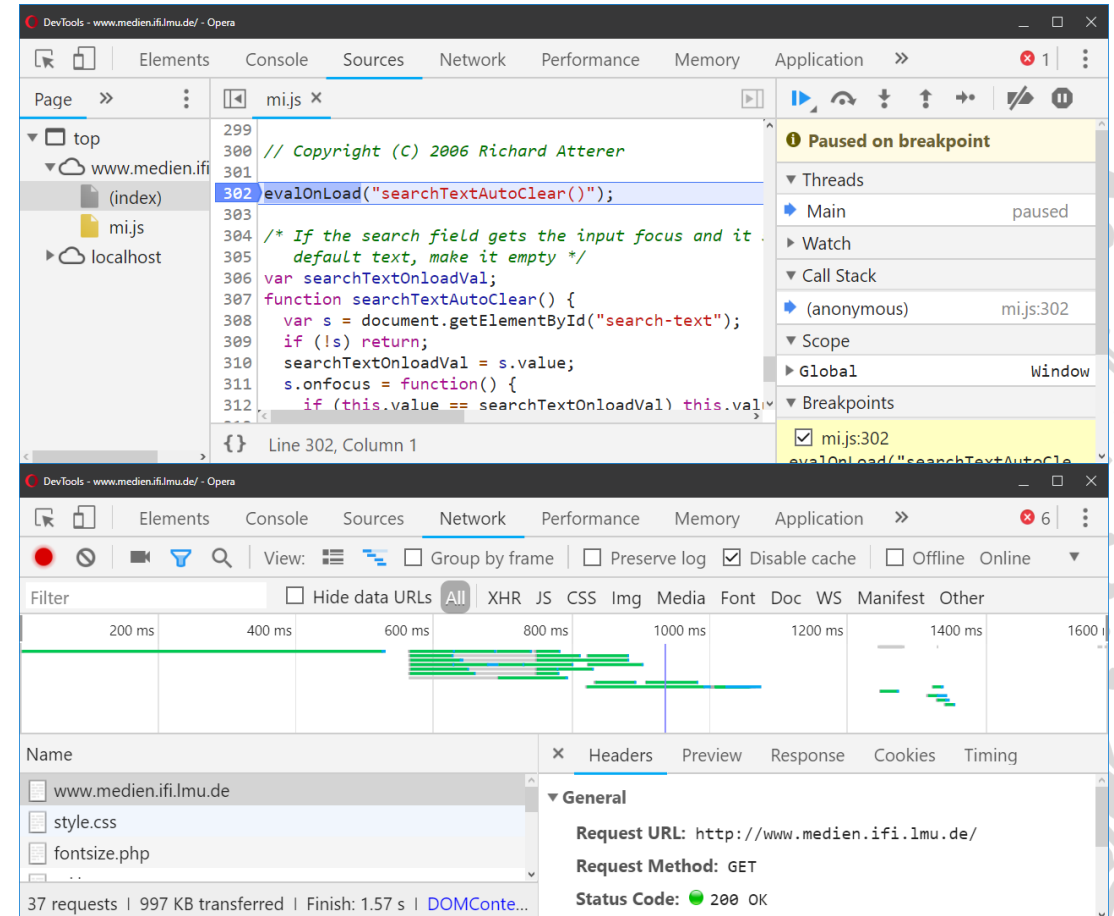 DevTools - www.medien.ifi.lmu.de/ - Opera
Elements Console Sources Network Performance Memory Application » 1
Page » mi.js ×
top
www.medien.ifi
(index)
mi.js
localhost
299
300 // Copyright (C) 2006 Richard Atterer
301
302 evalOnLoad("searchTextAutoClear()");
303
304 /* If the search field gets the input focus and it
305 default text, make it empty */
306 var searchTextOnloadVal;
307 function searchTextAutoClear() {
308 var s = document.getElementById("search-text");
309 if (!s) return;
310 searchTextOnloadVal = s.value;
311 s.onfocus = function() {
312 if (this.value == searchTextOnloadVal) this.val
{} Line 302, Column 1
Paused on breakpoint
Threads
Main paused
Watch
Call Stack
(anonymous) mi.js:302
Scope
Global Window
Breakpoints
mi.js:302
evalOnLoad("searchTextAutoCle...
DevTools - www.medien.ifi.lmu.de/ - Opera
Elements Console Sources Network Performance Memory Application » 6
View: Group by frame Preserve log Disable cache Offline Online
Filter Hide data URLs All XHR JS CSS Img Media Font Doc WS Manifest Other
200 ms 400 ms 600 ms 800 ms 1000 ms 1200 ms 1400 ms 1600
Name
www.medien.ifi.lmu.de
style.css
fontsize.php
37 requests | 997 KB transferred | Finish: 1.57 s | DOMConte...
× Headers Preview Response Cookies Timing
General
Request URL: http://www.medien.ifi.lmu.de/
Request Method: GET
Status Code: 200 OK